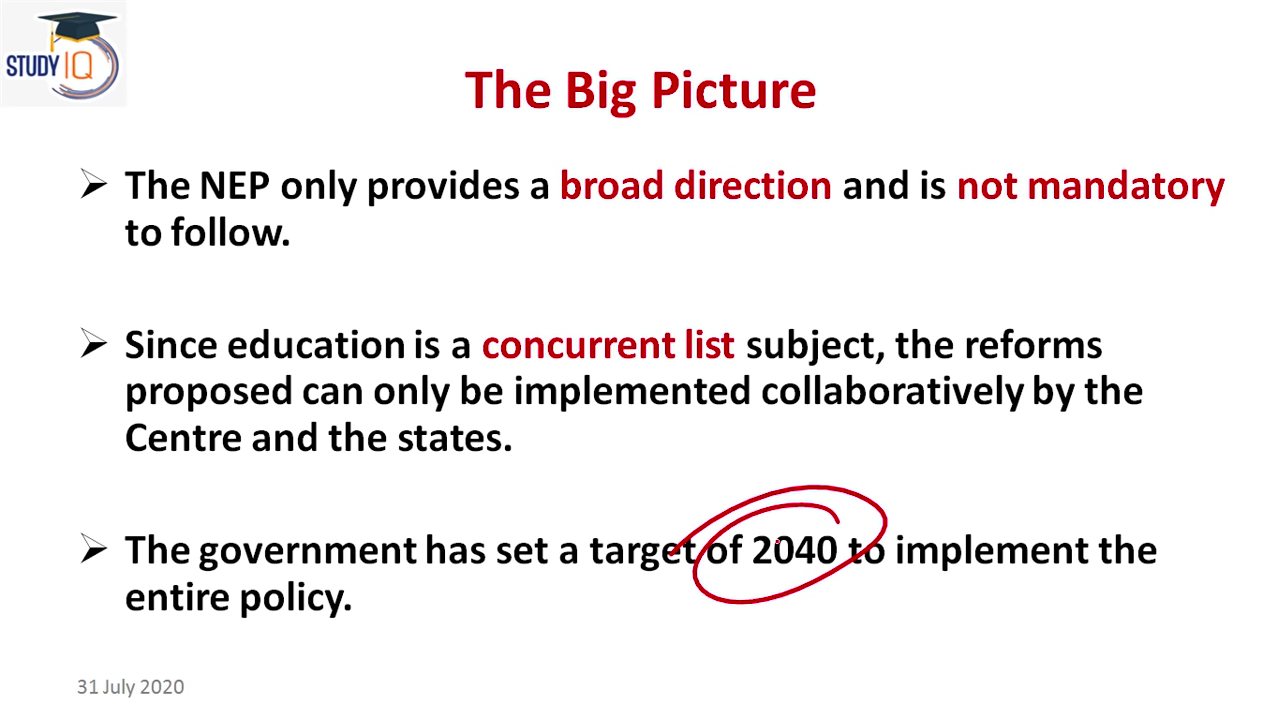 STUDY IQ
The Big Picture
➢ The NEP only provides a broad direction and is not mandatory
to follow.
➢ Since education is a concurrent list subject, the reforms
proposed can only be implemented collaboratively by the
Centre and the states.
➢ The government has set a target of 2040 to implement the
entire policy.
31 July 2020